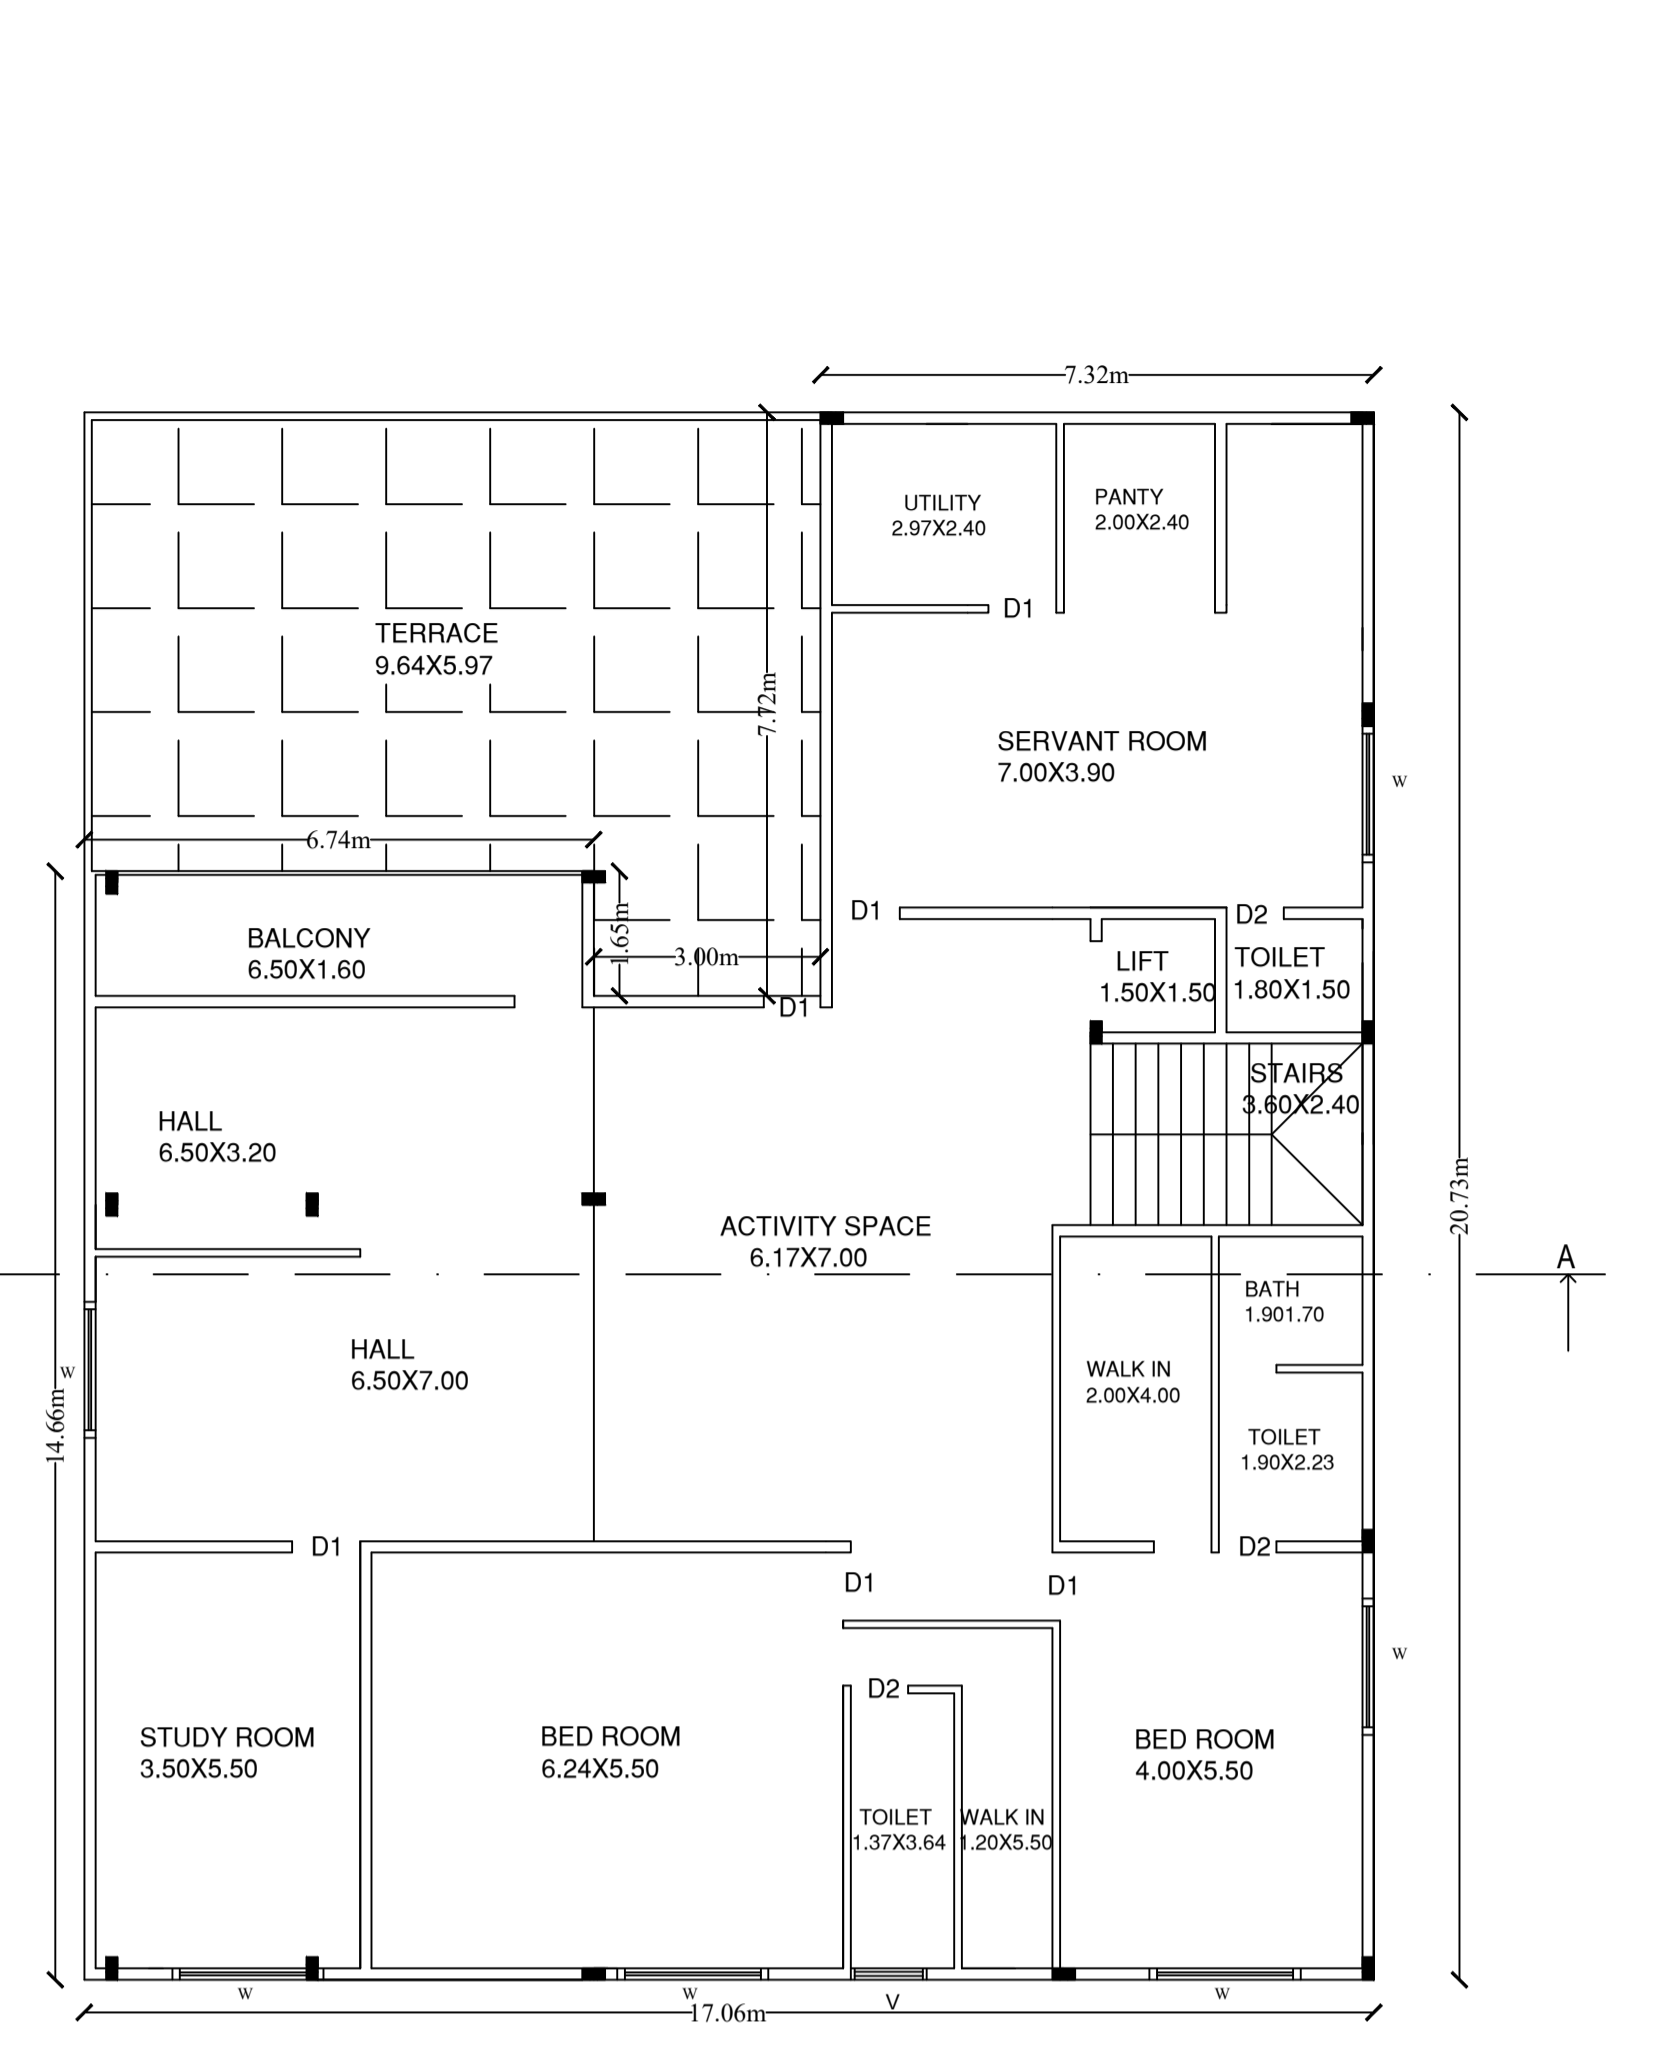 7.32m
UTILITY
2.97X2.40
PANTY
2.00X2.40
D1
TERRACE
9.64X5.97
7.72m
SERVANT ROOM
7.00X3.90
W
6.74m
D1
D2
BALCONY
6.50X1.60
1.65m
3.00m
D1
LIFT
1.50X1.50
TOILET
1.80X1.50
STAIRS
3.60X2.40
HALL
6.50X3.20
20.73m
ACTIVITY SPACE
6.17X7.00
A
BATH
1.901.70
HALL
6.50X7.00
W
14.66m
WALK IN
2.00X4.00
TOILET
1.90X2.23
D1
D2
D1
D1
W
D2
STUDY ROOM
3.50X5.50
BED ROOM
6.24X5.50
BED ROOM
4.00X5.50
TOILET
1.37X3.64
WALK IN
1.20X5.50
W
W
V
W
17.06m